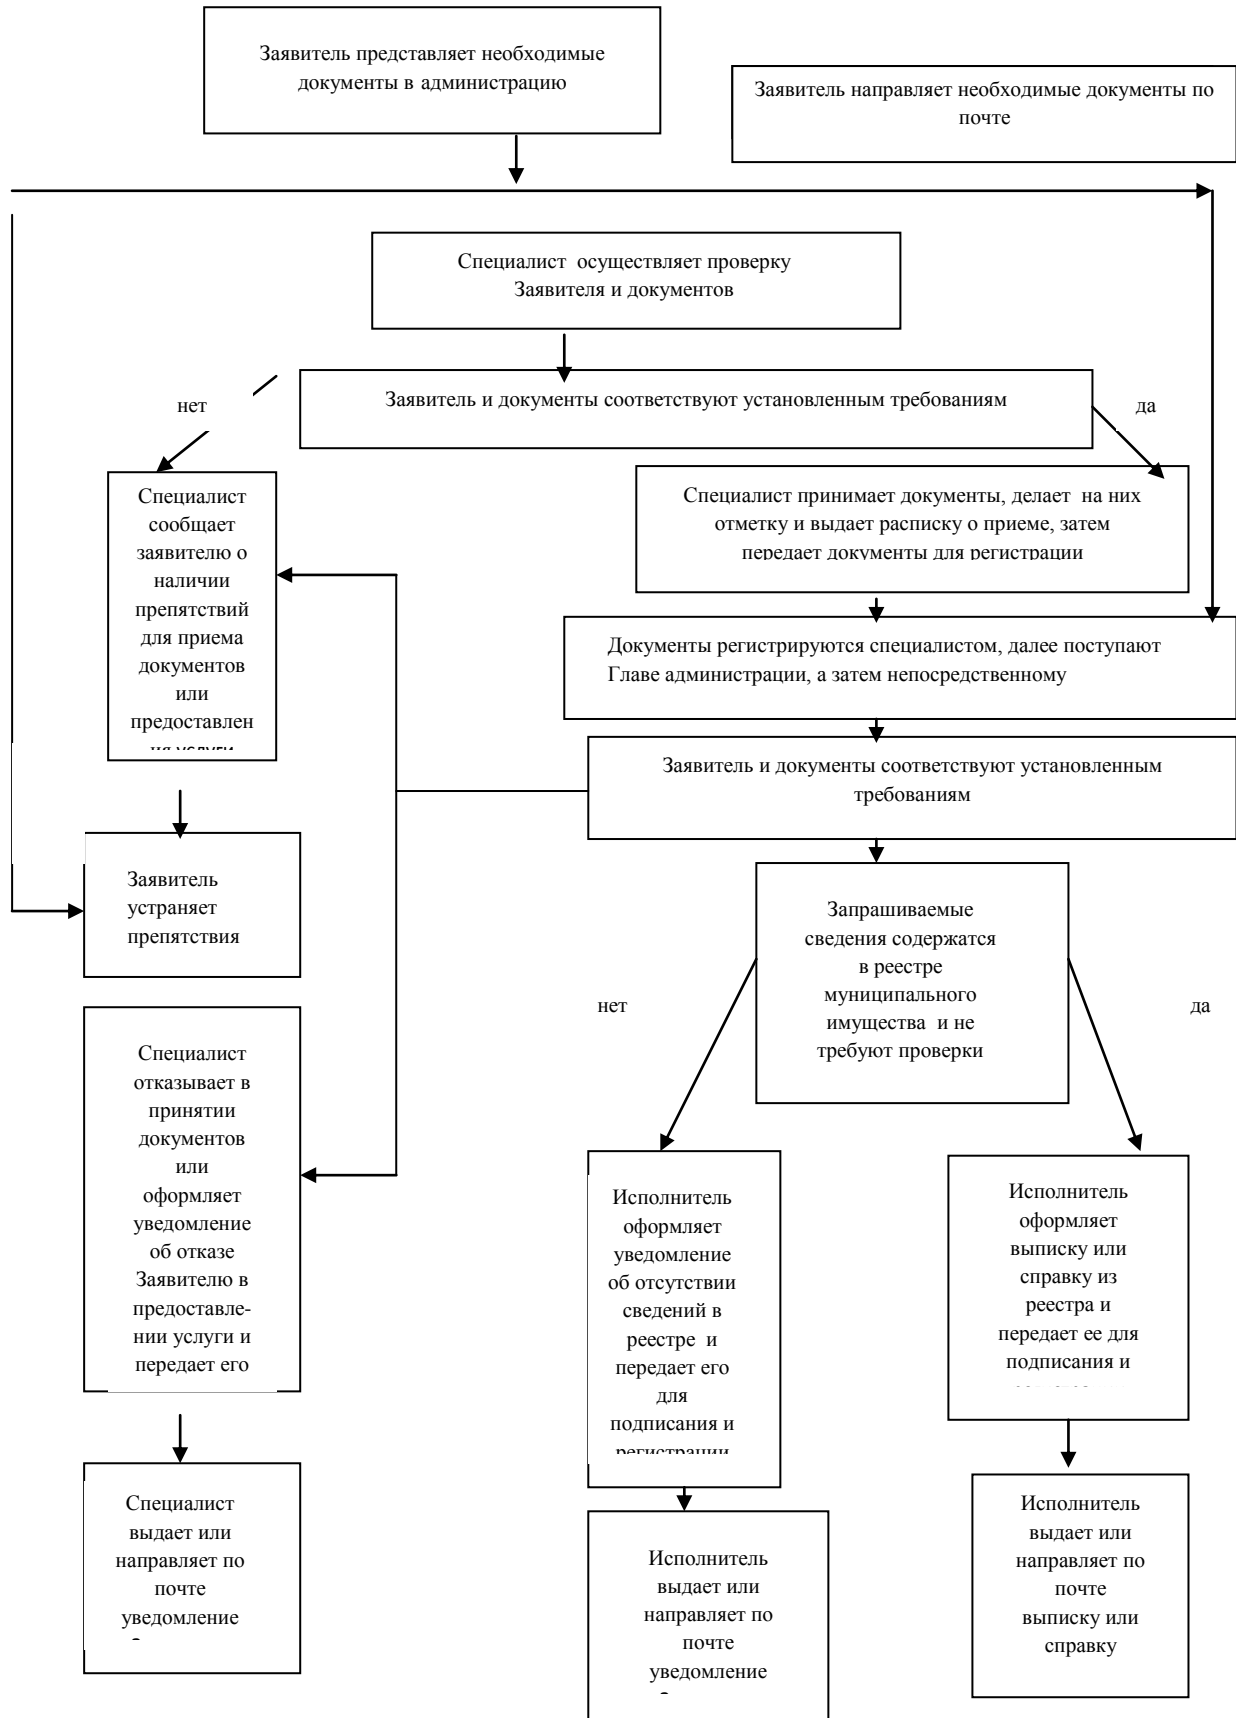 Заявитель представляет необходимые
документы в администрацию
Заявитель направляет необходимые документы по
почте
Специалист  осуществляет проверку
Заявителя и документов
нет
Заявитель и документы соответствуют установленным требованиям
да
Специалист
сообщает
заявителю о
наличии
препятствий
для приема
документов
или
предоставлен
ия услуги
Специалист принимает документы, делает  на них
отметку и выдает расписку о приеме, затем
передает документы для регистрации
Документы регистрируются специалистом, далее поступают
Главе администрации, а затем непосредственному
Заявитель и документы соответствуют установленным
требованиям
Заявитель
устраняет
препятствия
Запрашиваемые
сведения содержатся
в реестре
муниципального
имущества  и не
требуют проверки
нет
да
Специалист
отказывает в
принятии
документов
или
оформляет
уведомление
об отказе
Заявителю в
предоставле-
нии услуги и
передает его
Исполнитель
оформляет
уведомление
об отсутствии
сведений в
реестре  и
передает его
для
подписания и
регистрации
Исполнитель
оформляет
выписку или
справку из
реестра и
передает ее для
подписания и
Специалист
выдает или
направляет по
почте
уведомление
Исполнитель
выдает или
направляет по
почте
уведомление
Исполнитель
выдает или
направляет по
почте
выписку или
справку